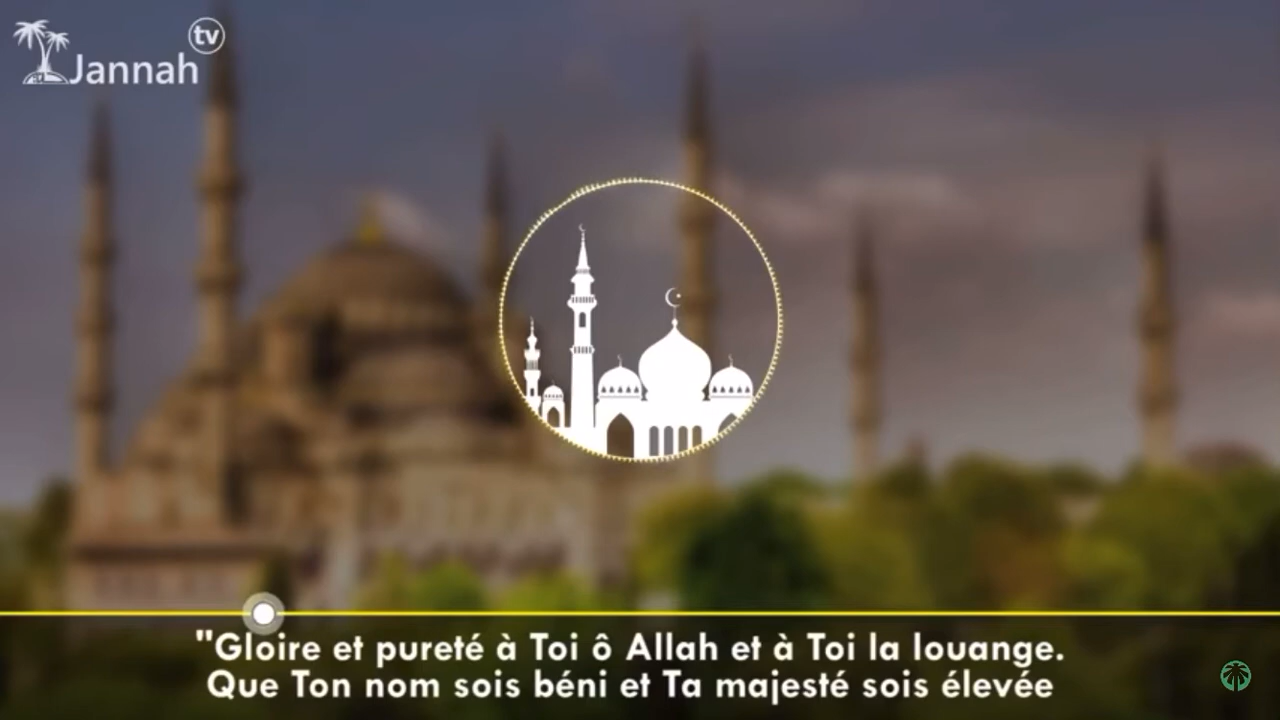 tv
Jannah
"Gloire et pureté à Toi ô Allah et à Toi la louange.
Que Ton nom sois béni et Ta majesté sois élevée